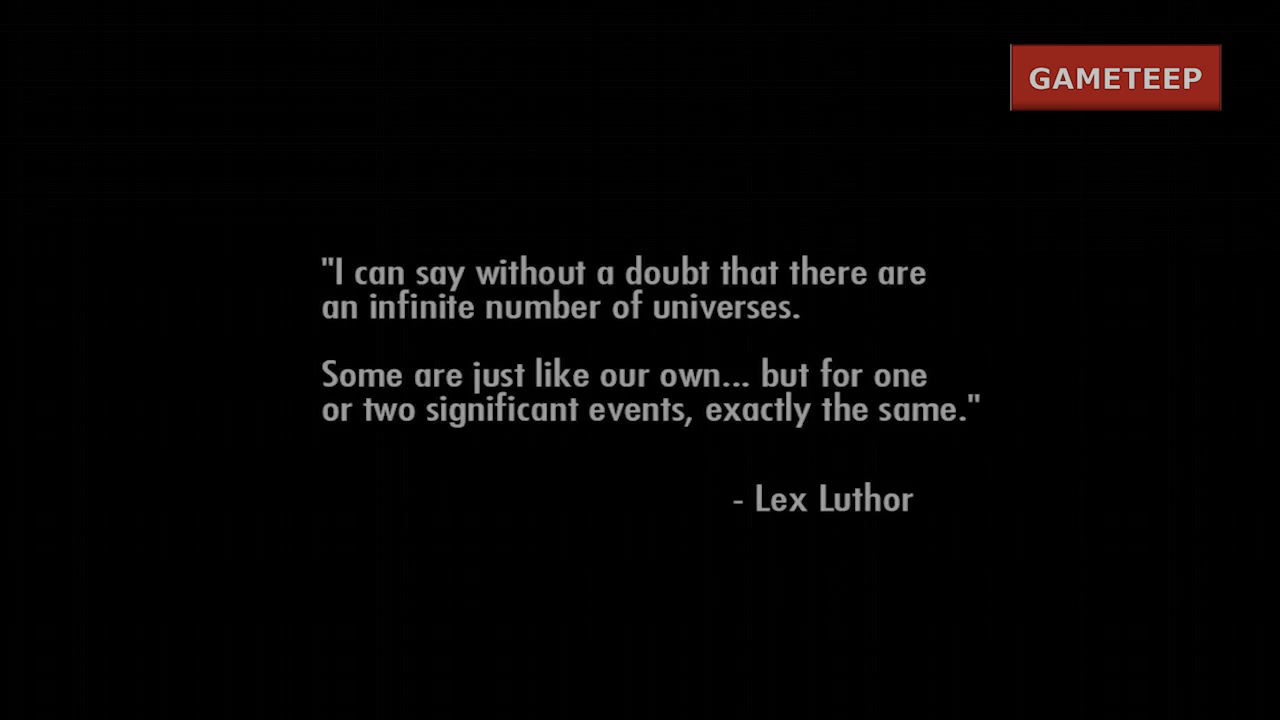 GAMETEEP
"I can say without a doubt that there are
an infinite number of universes.
Some are just like our own... but for one
or two significant events, exactly the same."
- Lex Luthor